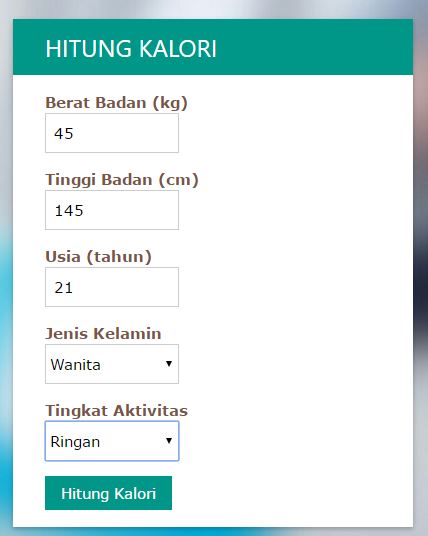 HITUNG KALORI
Berat Badan (kg)
45
Tinggi Badan (cm)
145
Usia (tahun)
21
Jenis Kelamin
Wanita
Tingkat Aktivitas
Ringan
Hitung Kalori